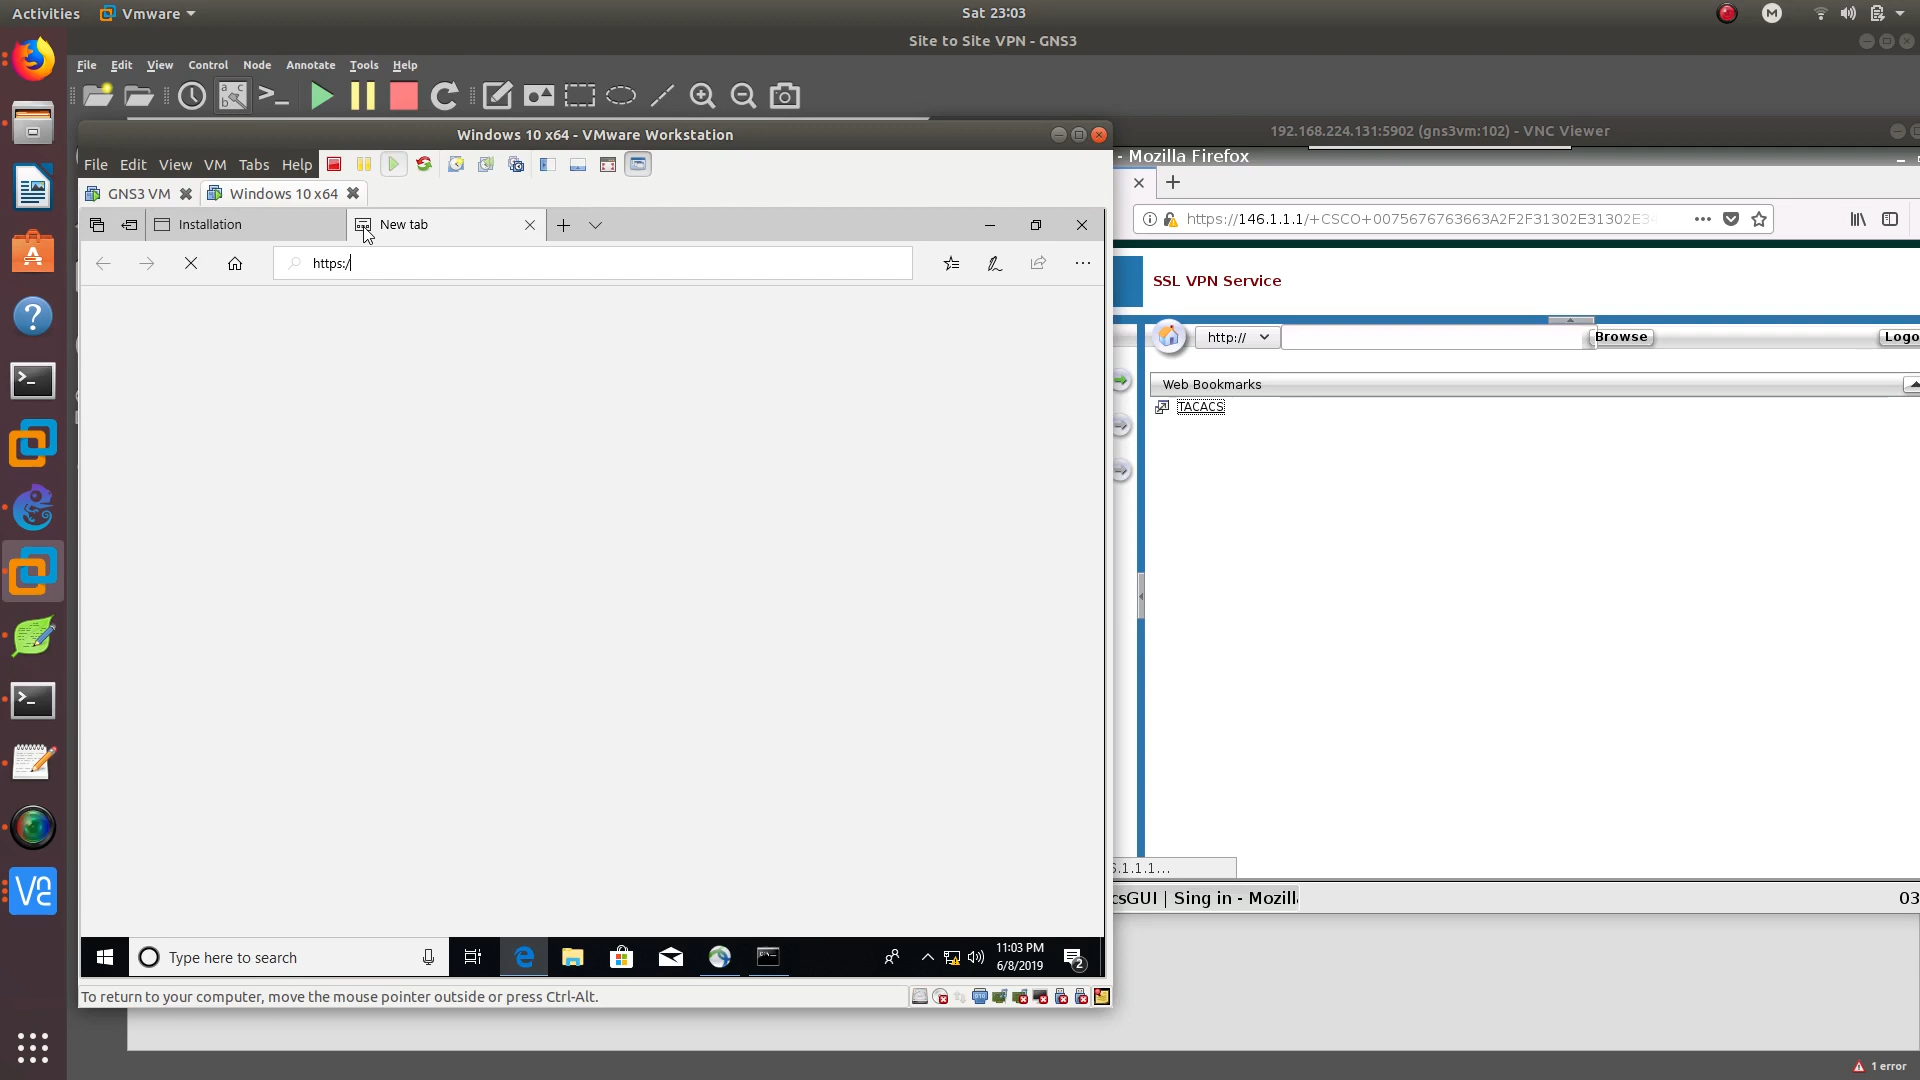 Activities
Vmware
Sat 23:03
M
Site to Site VPN - GNS3
File Edit View Control Node Annotate Tools Help
Windows 10 x64 - VMware Workstation
192.168.224.131:5902 (gns3vm:102) - VNC Viewer
File Edit View VM Tabs Help
- Mozilla Firefox
GNS3 VM
Windows 10 x64
Installation
New tab
https://146.1.1.1/+CSCO+0075676763663A2F2F31302E31302E3
https:/
SSL VPN Service
http://
Browse
Logo
Web Bookmarks
TACACS
.1.1.1...
csGUI | Sing in - Mozill
03
Type here to search
11:03 PM
6/8/2019
2
To return to your computer, move the mouse pointer outside or press Ctrl-Alt.
1 error